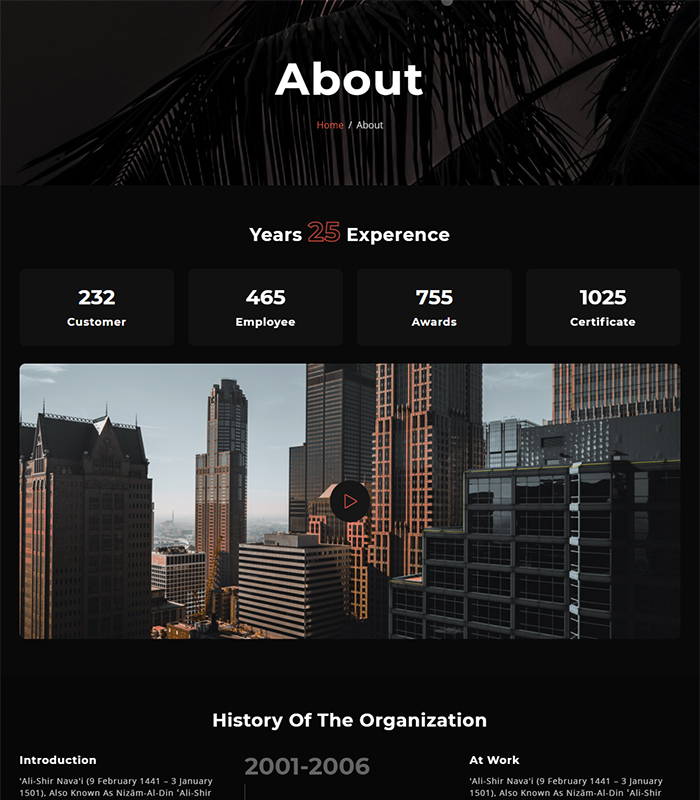 About
Home / About
Years 25 Experence
232
Customer
465
Employee
755
Awards
1025
Certificate
History Of The Organization
Introduction
'Ali-Shir Nava'i (9 February 1441 – 3 January
1501), Also Known As Nizām-Al-Din ʿAli-Shir
2001-2006
At Work
'Ali-Shir Nava'i (9 February 1441 – 3 January
1501), Also Known As Nizām-Al-Din ʿAli-Shir